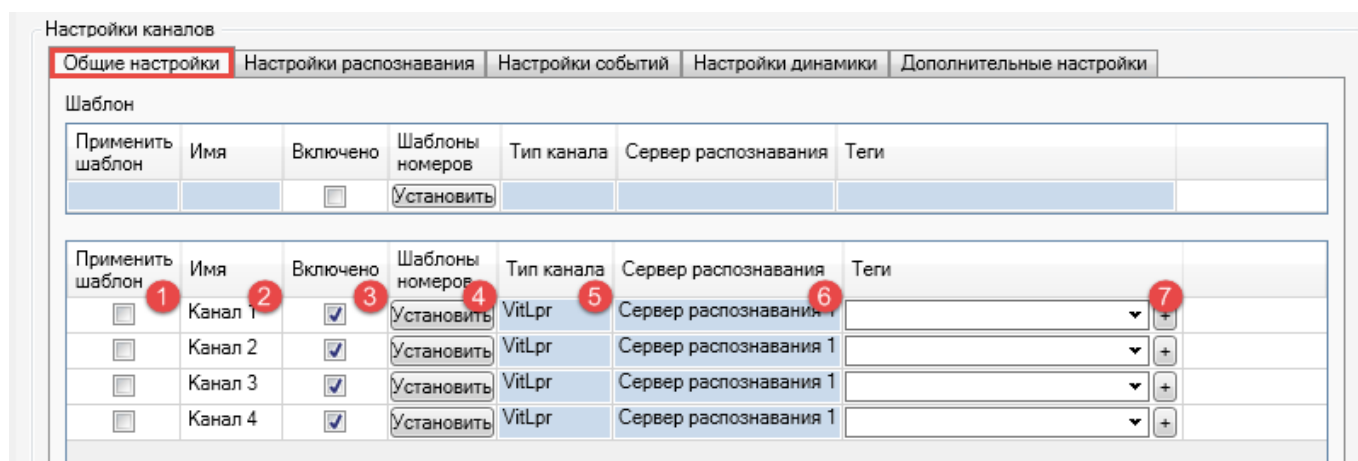 Настройки каналов
Общие настройки Настройки распознавания Настройки событий Настройки динамики Дополнительные настройки
Шаблон
Применить шаблон Имя Включено Шаблоны номеров Тип канала Сервер распознавания Теги
Установить
Применить шаблон Имя Включено Шаблоны номеров Тип канала Сервер распознавания Теги
1 2 3 4 5 6 7
Канал 1 Установить VitLpr Сервер распознавания 1 +
Канал 2 Установить VitLpr Сервер распознавания 1 +
Канал 3 Установить VitLpr Сервер распознавания 1 +
Канал 4 Установить VitLpr Сервер распознавания 1 +